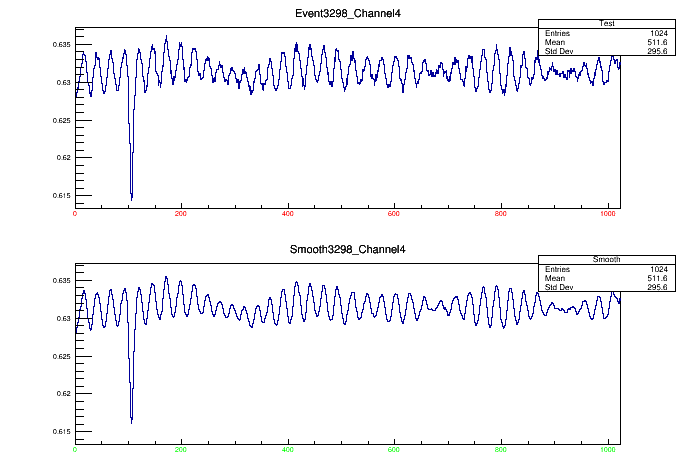 Event3298_Channel4
Test
Entries 1024
Mean 511.6
Std Dev 295.6
0.635
0.63
0.625
0.62
0.615
0 200 400 600 800 1000
Smooth3298_Channel4
Smooth
Entries 1024
Mean 511.6
Std Dev 295.6
0.635
0.63
0.625
0.62
0.615
0 200 400 600 800 1000